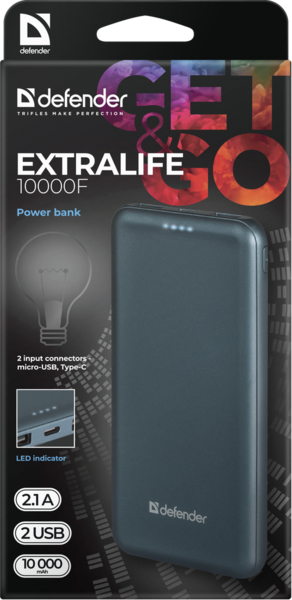 defender
defender
TRIFLES MAKE PERFECTION
GET
&
GO
EXTRALIFE
10000F
Power bank
2 input connectors -
micro-USB, Type-C
LED indicator
2.1 A
2 USB
10 000
mAh
defender